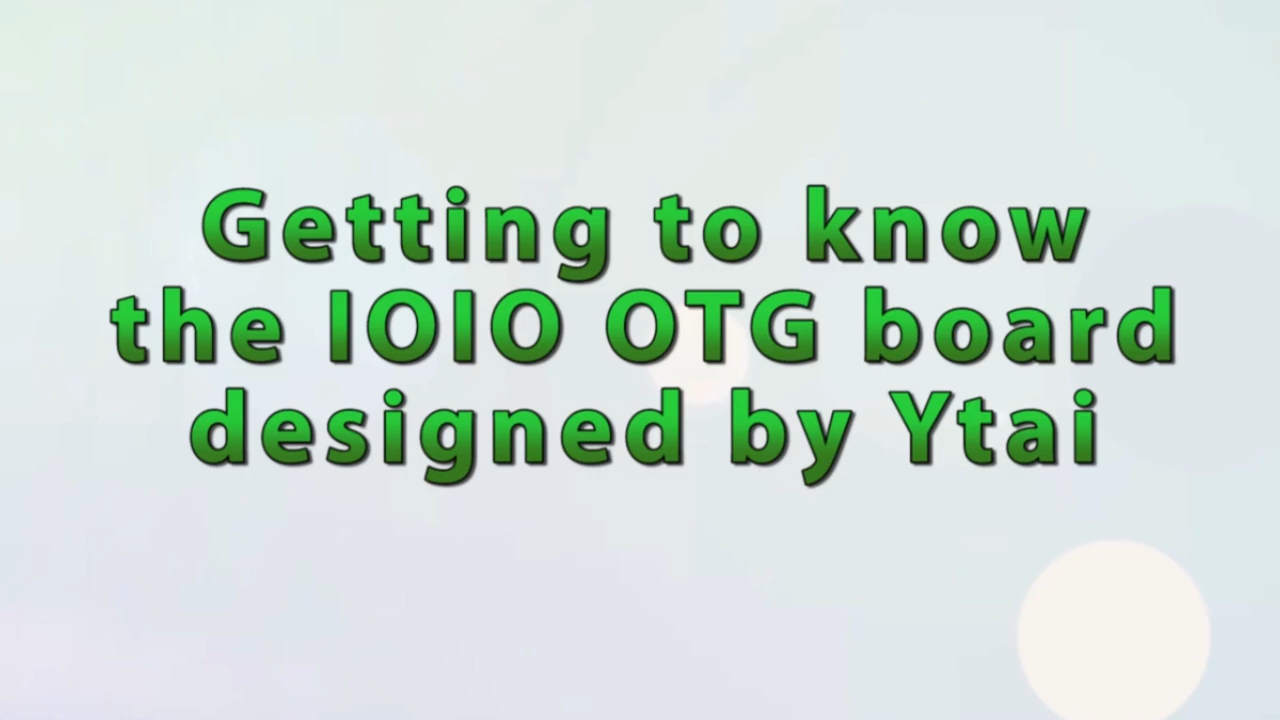 Getting to know
the IOIO OTG board
designed by Ytai